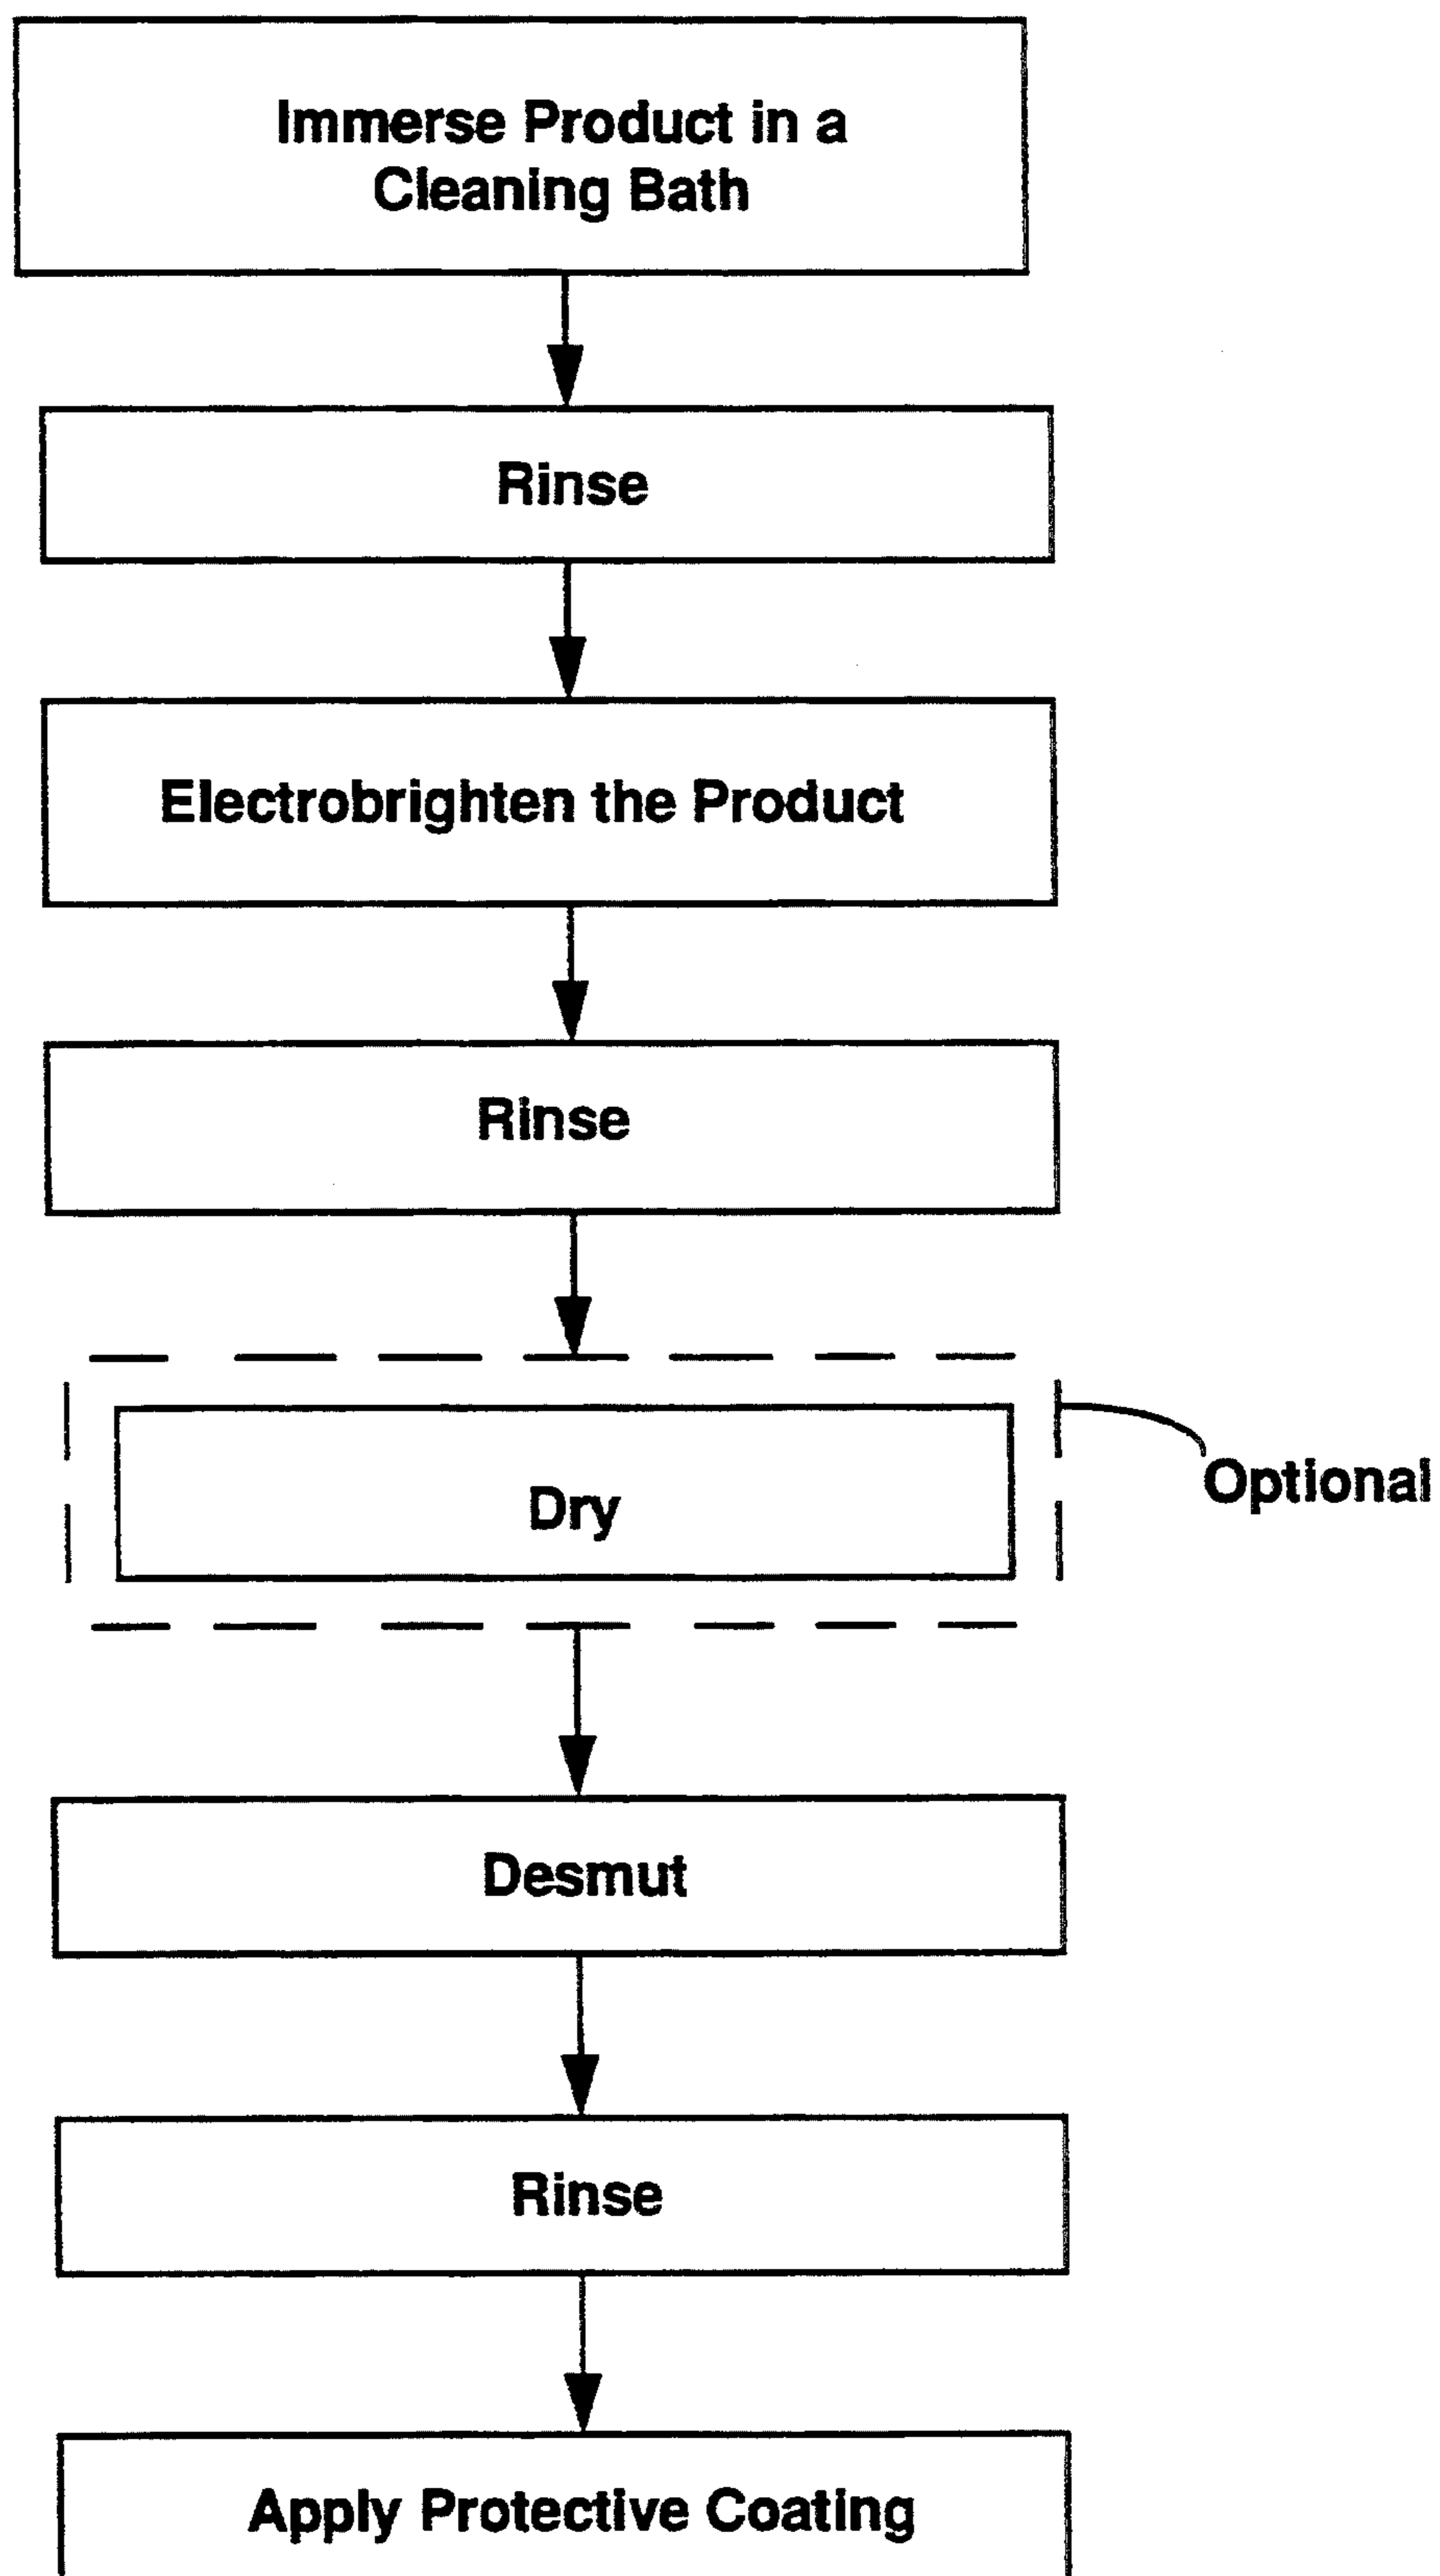 Immerse Product in a
Cleaning Bath
Rinse
Electrobrighten the Product
Rinse
Dry
Optional
Desmut
Rinse
Apply Protective Coating